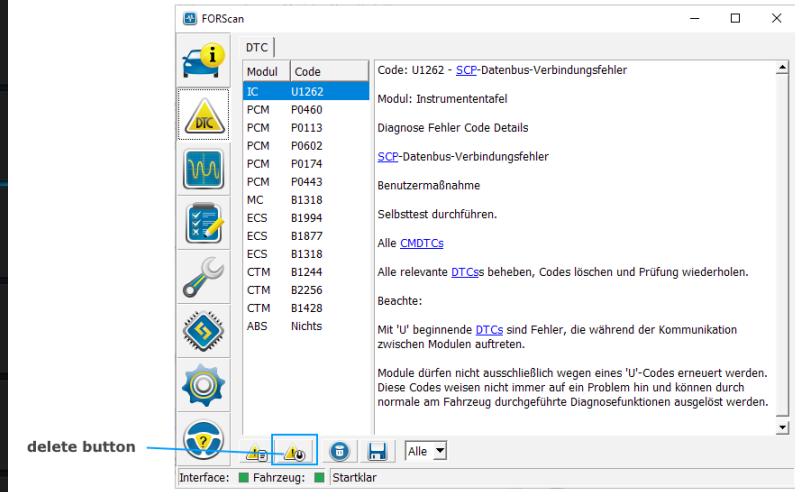 FORScan
DTC
Modul Code
IC U1262
PCM P0460
PCM P0113
PCM P0602
PCM P0174
PCM P0443
MC B1318
ECS B1994
ECS B1877
ECS B1318
CTM B1244
CTM B2256
CTM B1428
ABS Nichts
Code: U1262 - SCP-Datenbus-Verbindungsfehler
Modul: Instrumententafel
Diagnose Fehler Code Details
SCP-Datenbus-Verbindungsfehler
Benutzermaßnahme
Selbsttest durchführen.
Alle CMDTCs
Alle relevante DTCss beheben, Codes löschen und Prüfung wiederholen.
Beachte:
Mit 'U' beginnende DTCs sind Fehler, die während der Kommunikation
zwischen Modulen auftreten.
Module dürfen nicht ausschließlich wegen eines 'U'-Codes erneuert werden.
Diese Codes weisen nicht immer auf ein Problem hin und können durch
normale am Fahrzeug durchgeführte Diagnosefunktionen ausgelöst werden.
i
DTC
?
delete button
Alle
Interface: Fahrzeug: Startklar